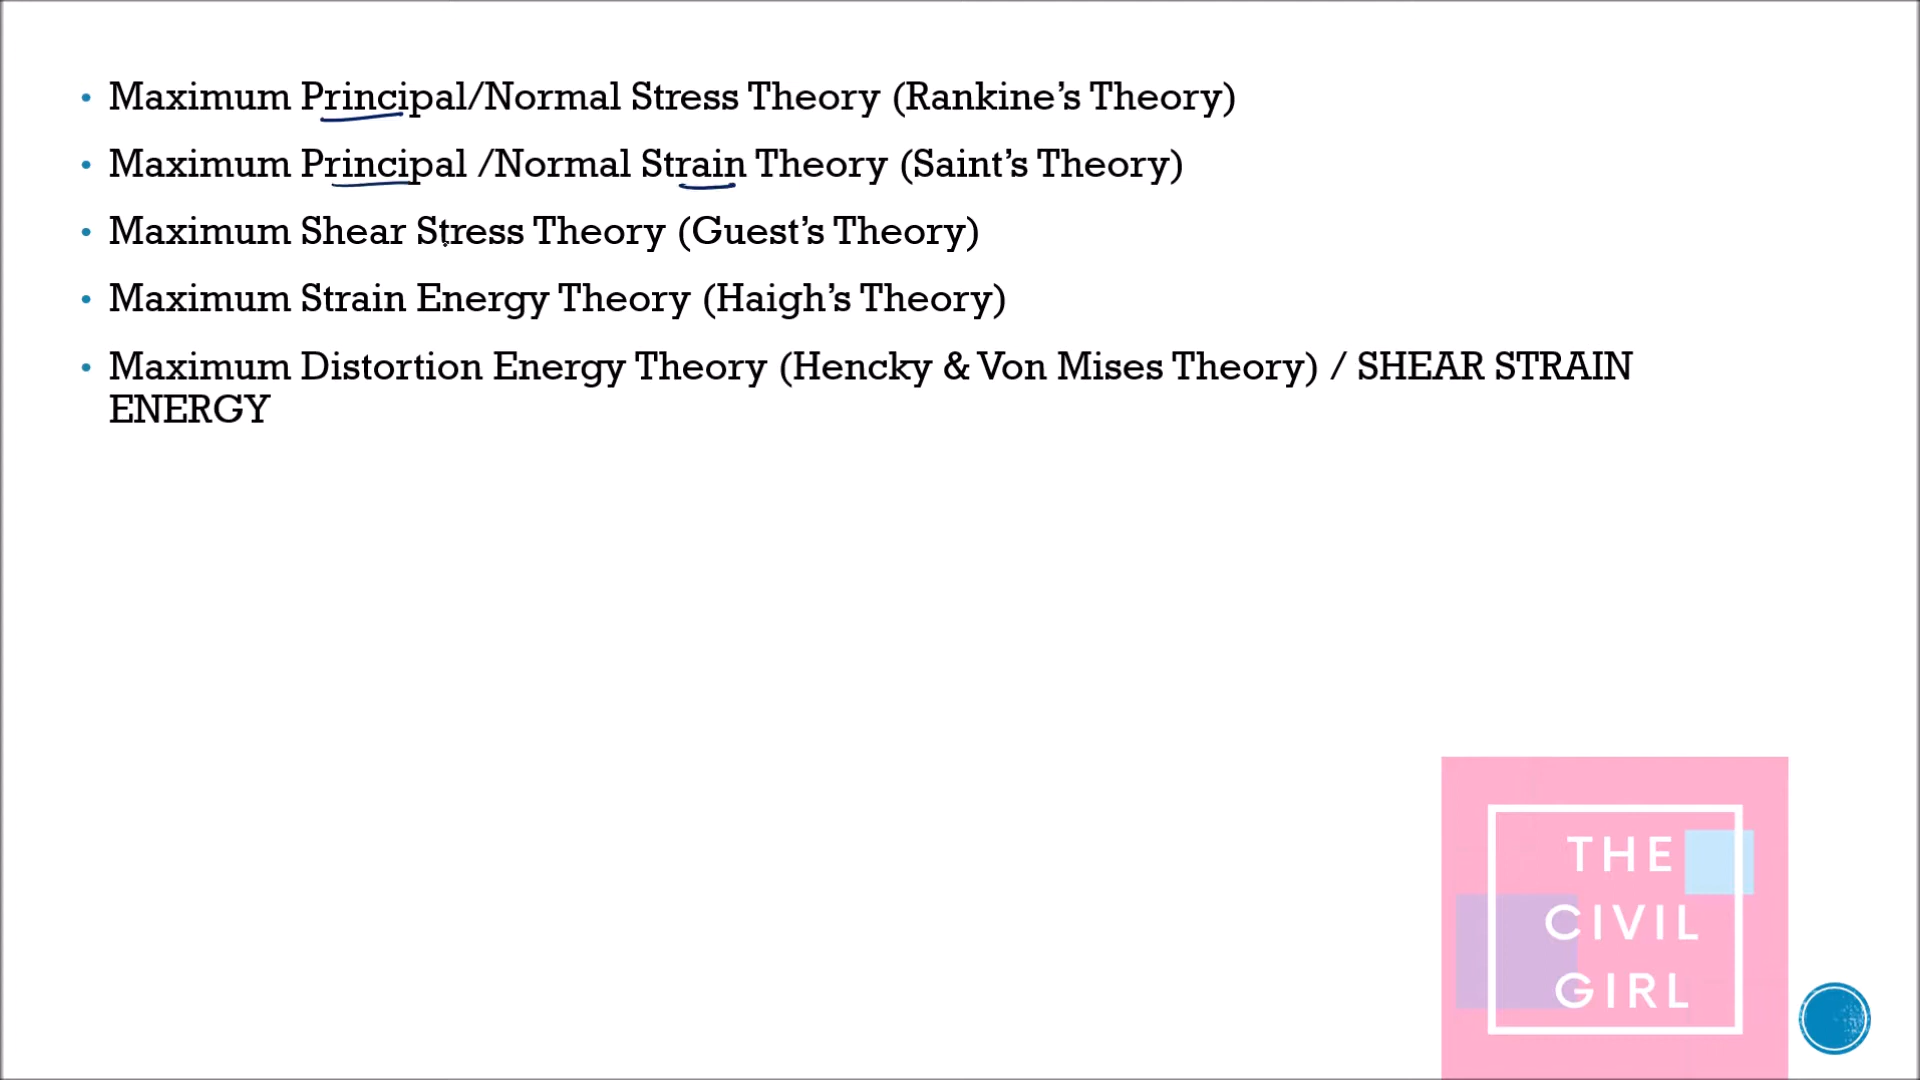 • Maximum Principal/Normal Stress Theory (Rankine’s Theory)
• Maximum Principal /Normal Strain Theory (Saint’s Theory)
• Maximum Shear Stress Theory (Guest’s Theory)
• Maximum Strain Energy Theory (Haigh’s Theory)
• Maximum Distortion Energy Theory (Hencky & Von Mises Theory) / SHEAR STRAIN
ENERGY
THE
CIVIL
GIRL